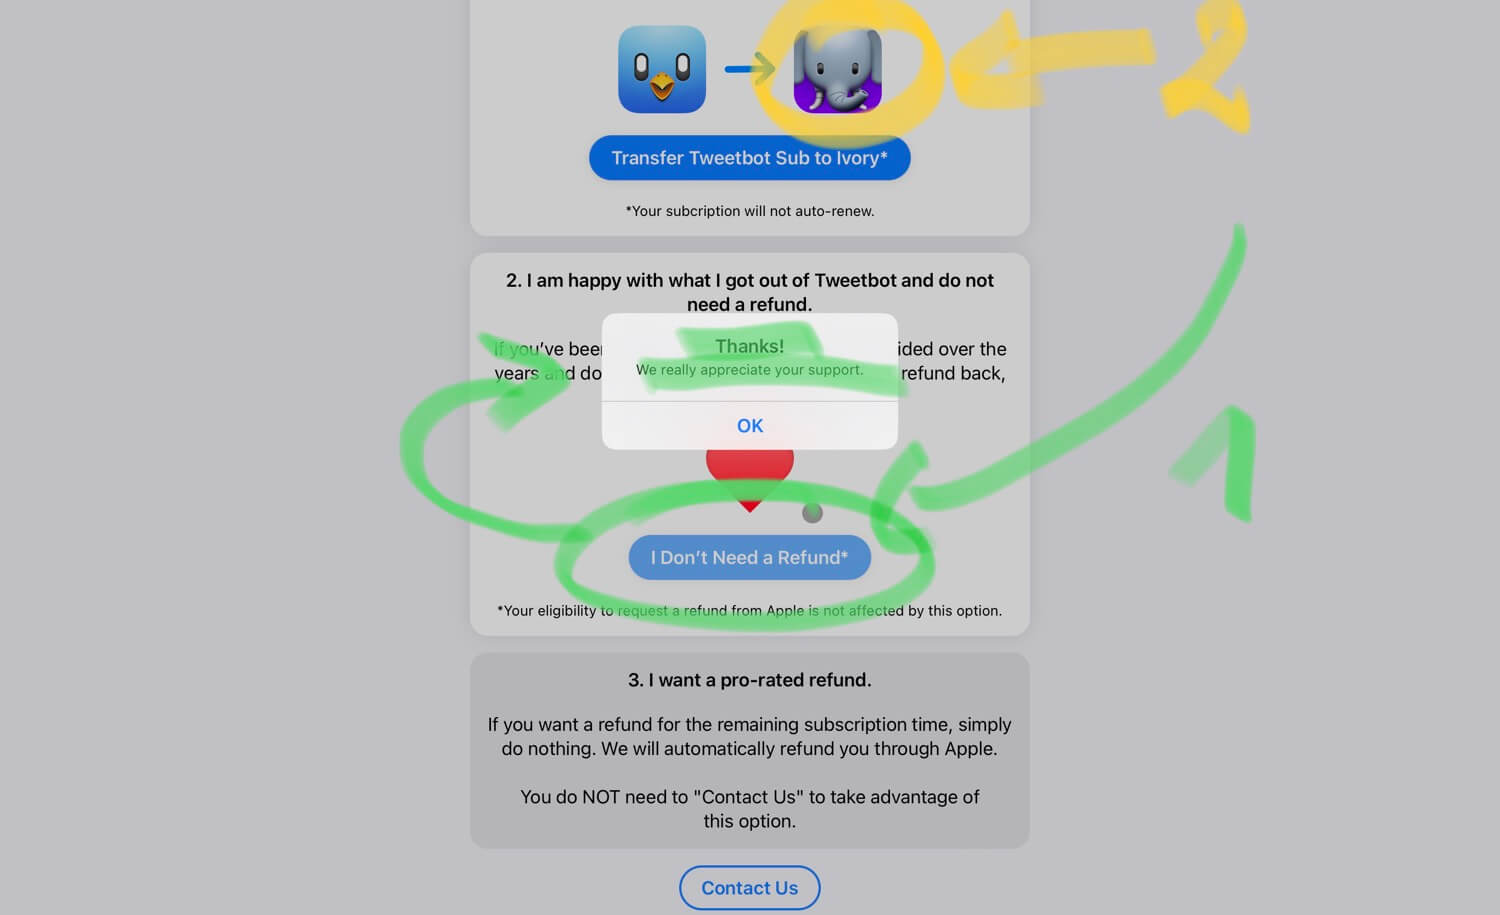 2
Transfer Tweetbot Sub to Ivory*
*Your subcription will not auto-renew.
2. I am happy with what I got out of Tweetbot and do not
need a refund.
If you've bee
ided over the
years and do
refund back,
Thanks!
We really appreciate your support.
OK
1
I Don't Need a Refund*
*Your eligibility to request a refund from Apple is not affected by this option.
3. I want a pro-rated refund.
If you want a refund for the remaining subscription time, simply
do nothing. We will automatically refund you through Apple.
You do NOT need to "Contact Us" to take advantage of
this option.
Contact Us